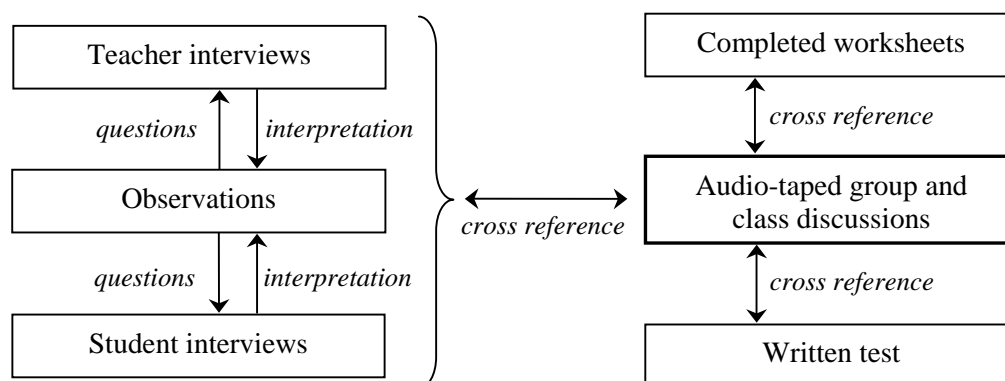 Teacher interviews
questions
interpretation
Observations
questions
interpretation
Student interviews
cross reference
Completed worksheets
cross reference
Audio-taped group and
class discussions
cross reference
Written test